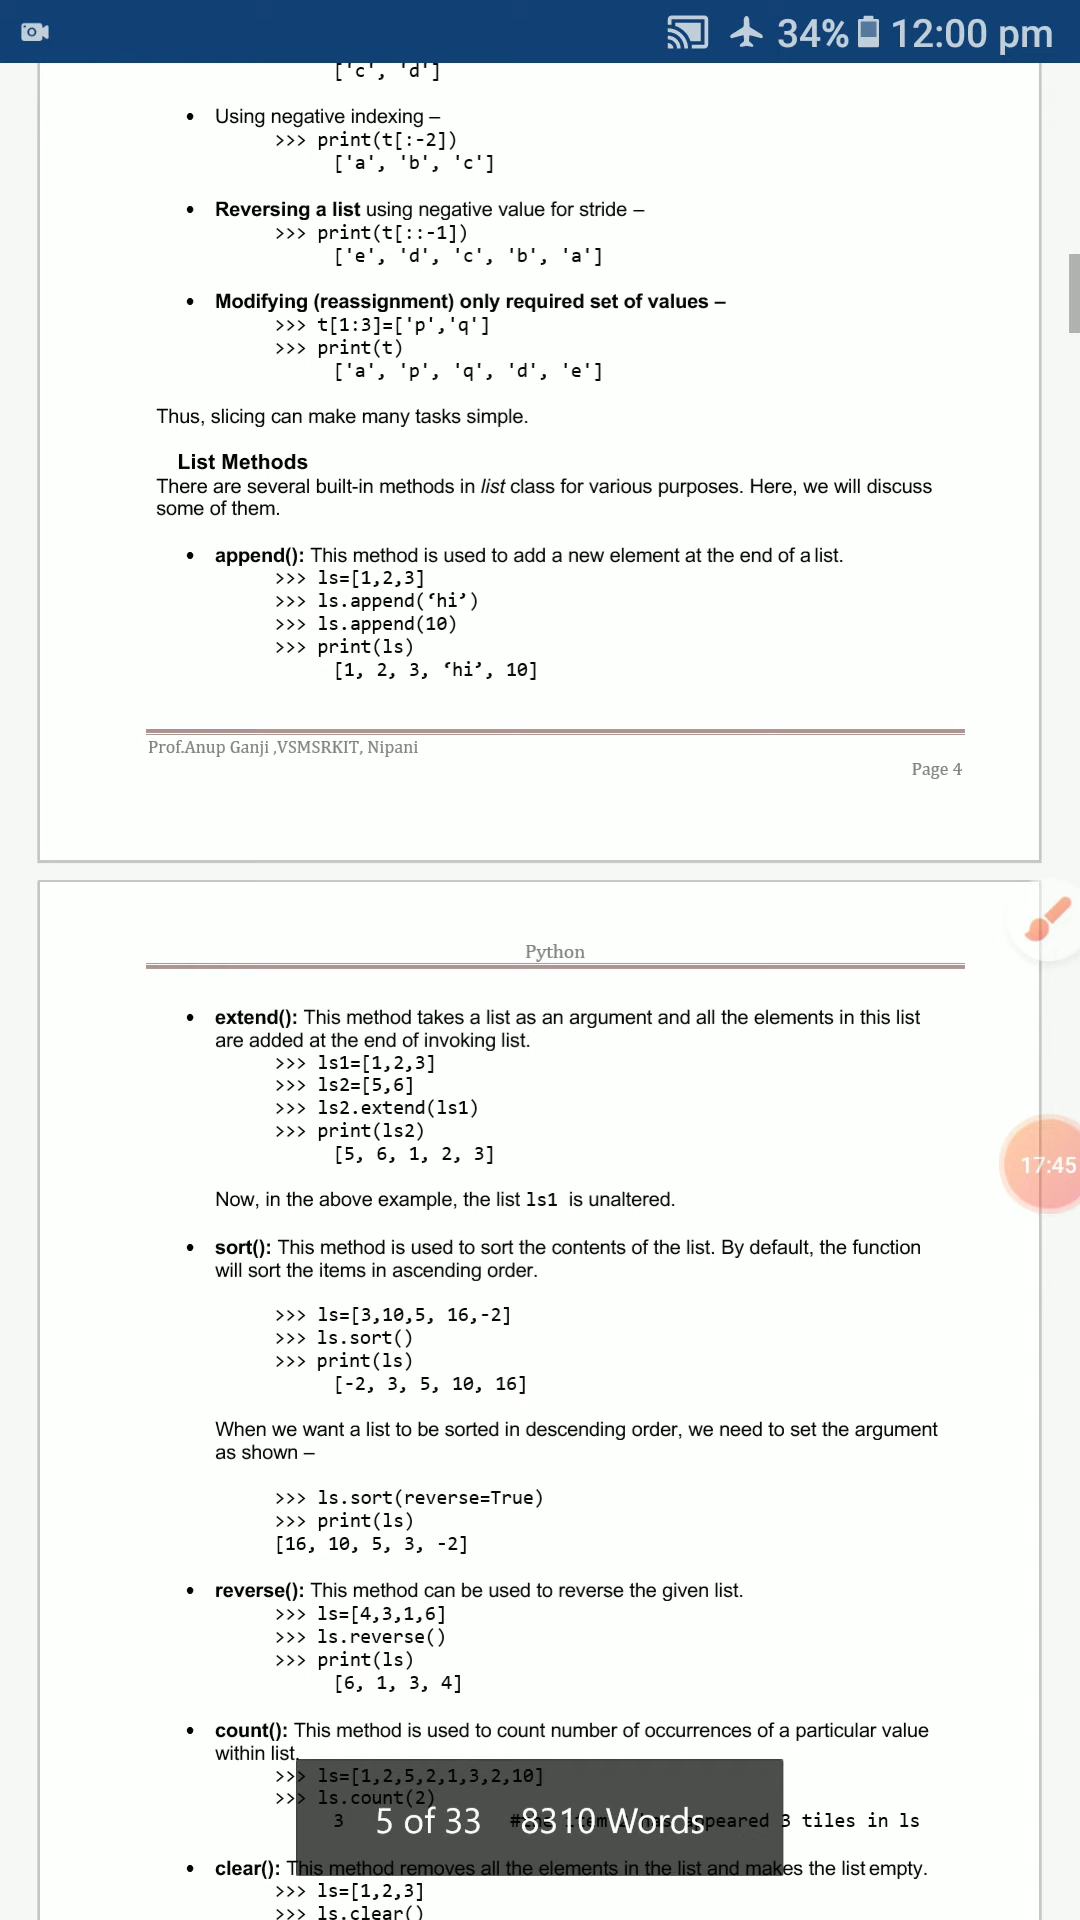 34% 12:00 pm
['c', 'd']
• Using negative indexing –
>>> print(t[:-2])
['a', 'b', 'c']
• Reversing a list using negative value for stride –
>>> print(t[::-1])
['e', 'd', 'c', 'b', 'a']
• Modifying (reassignment) only required set of values –
>>> t[1:3]=['p','q']
>>> print(t)
['a', 'p', 'q', 'd', 'e']
Thus, slicing can make many tasks simple.
List Methods
There are several built-in methods in list class for various purposes. Here, we will discuss
some of them.
• append(): This method is used to add a new element at the end of a list.
>>> ls=[1,2,3]
>>> ls.append(‘hi’)
>>> ls.append(10)
>>> print(ls)
[1, 2, 3, ‘hi’, 10]
Prof.Anup Ganji ,VSMSRKIT, Nipani
Page 4
Python
• extend(): This method takes a list as an argument and all the elements in this list
are added at the end of invoking list.
>>> ls1=[1,2,3]
>>> ls2=[5,6]
>>> ls2.extend(ls1)
>>> print(ls2)
[5, 6, 1, 2, 3]
17:45
Now, in the above example, the list ls1 is unaltered.
• sort(): This method is used to sort the contents of the list. By default, the function
will sort the items in ascending order.
>>> ls=[3,10,5, 16,-2]
>>> ls.sort()
>>> print(ls)
[-2, 3, 5, 10, 16]
When we want a list to be sorted in descending order, we need to set the argument
as shown –
>>> ls.sort(reverse=True)
>>> print(ls)
[16, 10, 5, 3, -2]
• reverse(): This method can be used to reverse the given list.
>>> ls=[4,3,1,6]
>>> ls.reverse()
>>> print(ls)
[6, 1, 3, 4]
• count(): This method is used to count number of occurrences of a particular value
within list.
>>> ls=[1,2,5,2,1,3,2,10]
>>> ls.count(2)
3 appeared 3 tiles in ls
5 of 33 8310 Words
• clear(): This method removes all the elements in the list and makes the list empty.
>>> ls=[1,2,3]
>>> ls.clear()